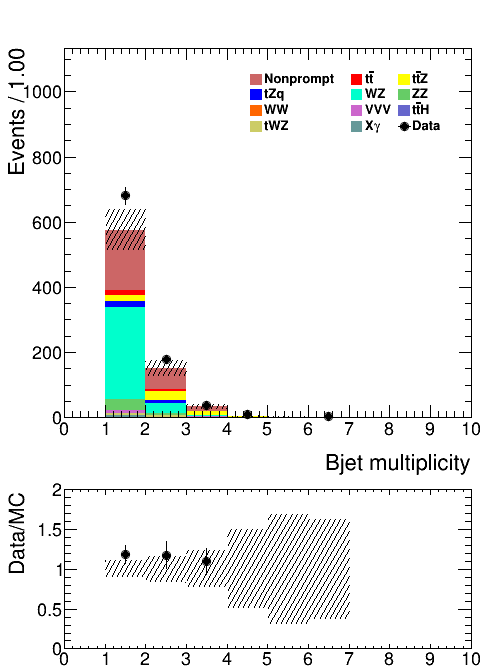 Events / 1.00
1000
800
600
400
200
0
Nonprompt tt̄ tt̄Z
tZq WZ ZZ
WW VVV tt̄H
tWZ Xγ Data
0 1 2 3 4 5 6 7 8 9 10
Bjet multiplicity
Data/MC
2
1.5
1
0.5
0
0 1 2 3 4 5 6 7 8 9 10